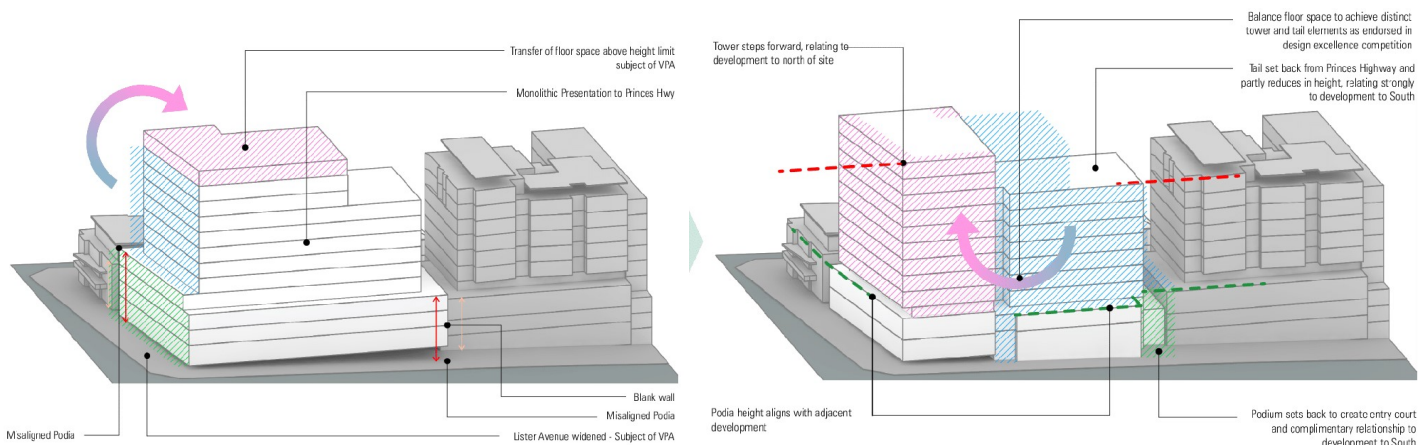 Transfer of floor space above height limit
subject of VPA
Monolithic Presentation to Princes Hwy
Blank wall
Misaligned Podia
Misaligned Podia
Lister Avenue widened - Subject of VPA
Tower steps forward, relating to
development to north of site
Balance floor space to achieve distinct
tower and tail elements as endorsed in
design excellence competition
Tail set back from Princes Highway and
partly reduces in height, relating strongly
to development to South
Podia height aligns with adjacent
development
Podium sets back to create entry court
and complimentary relationship to
development to South